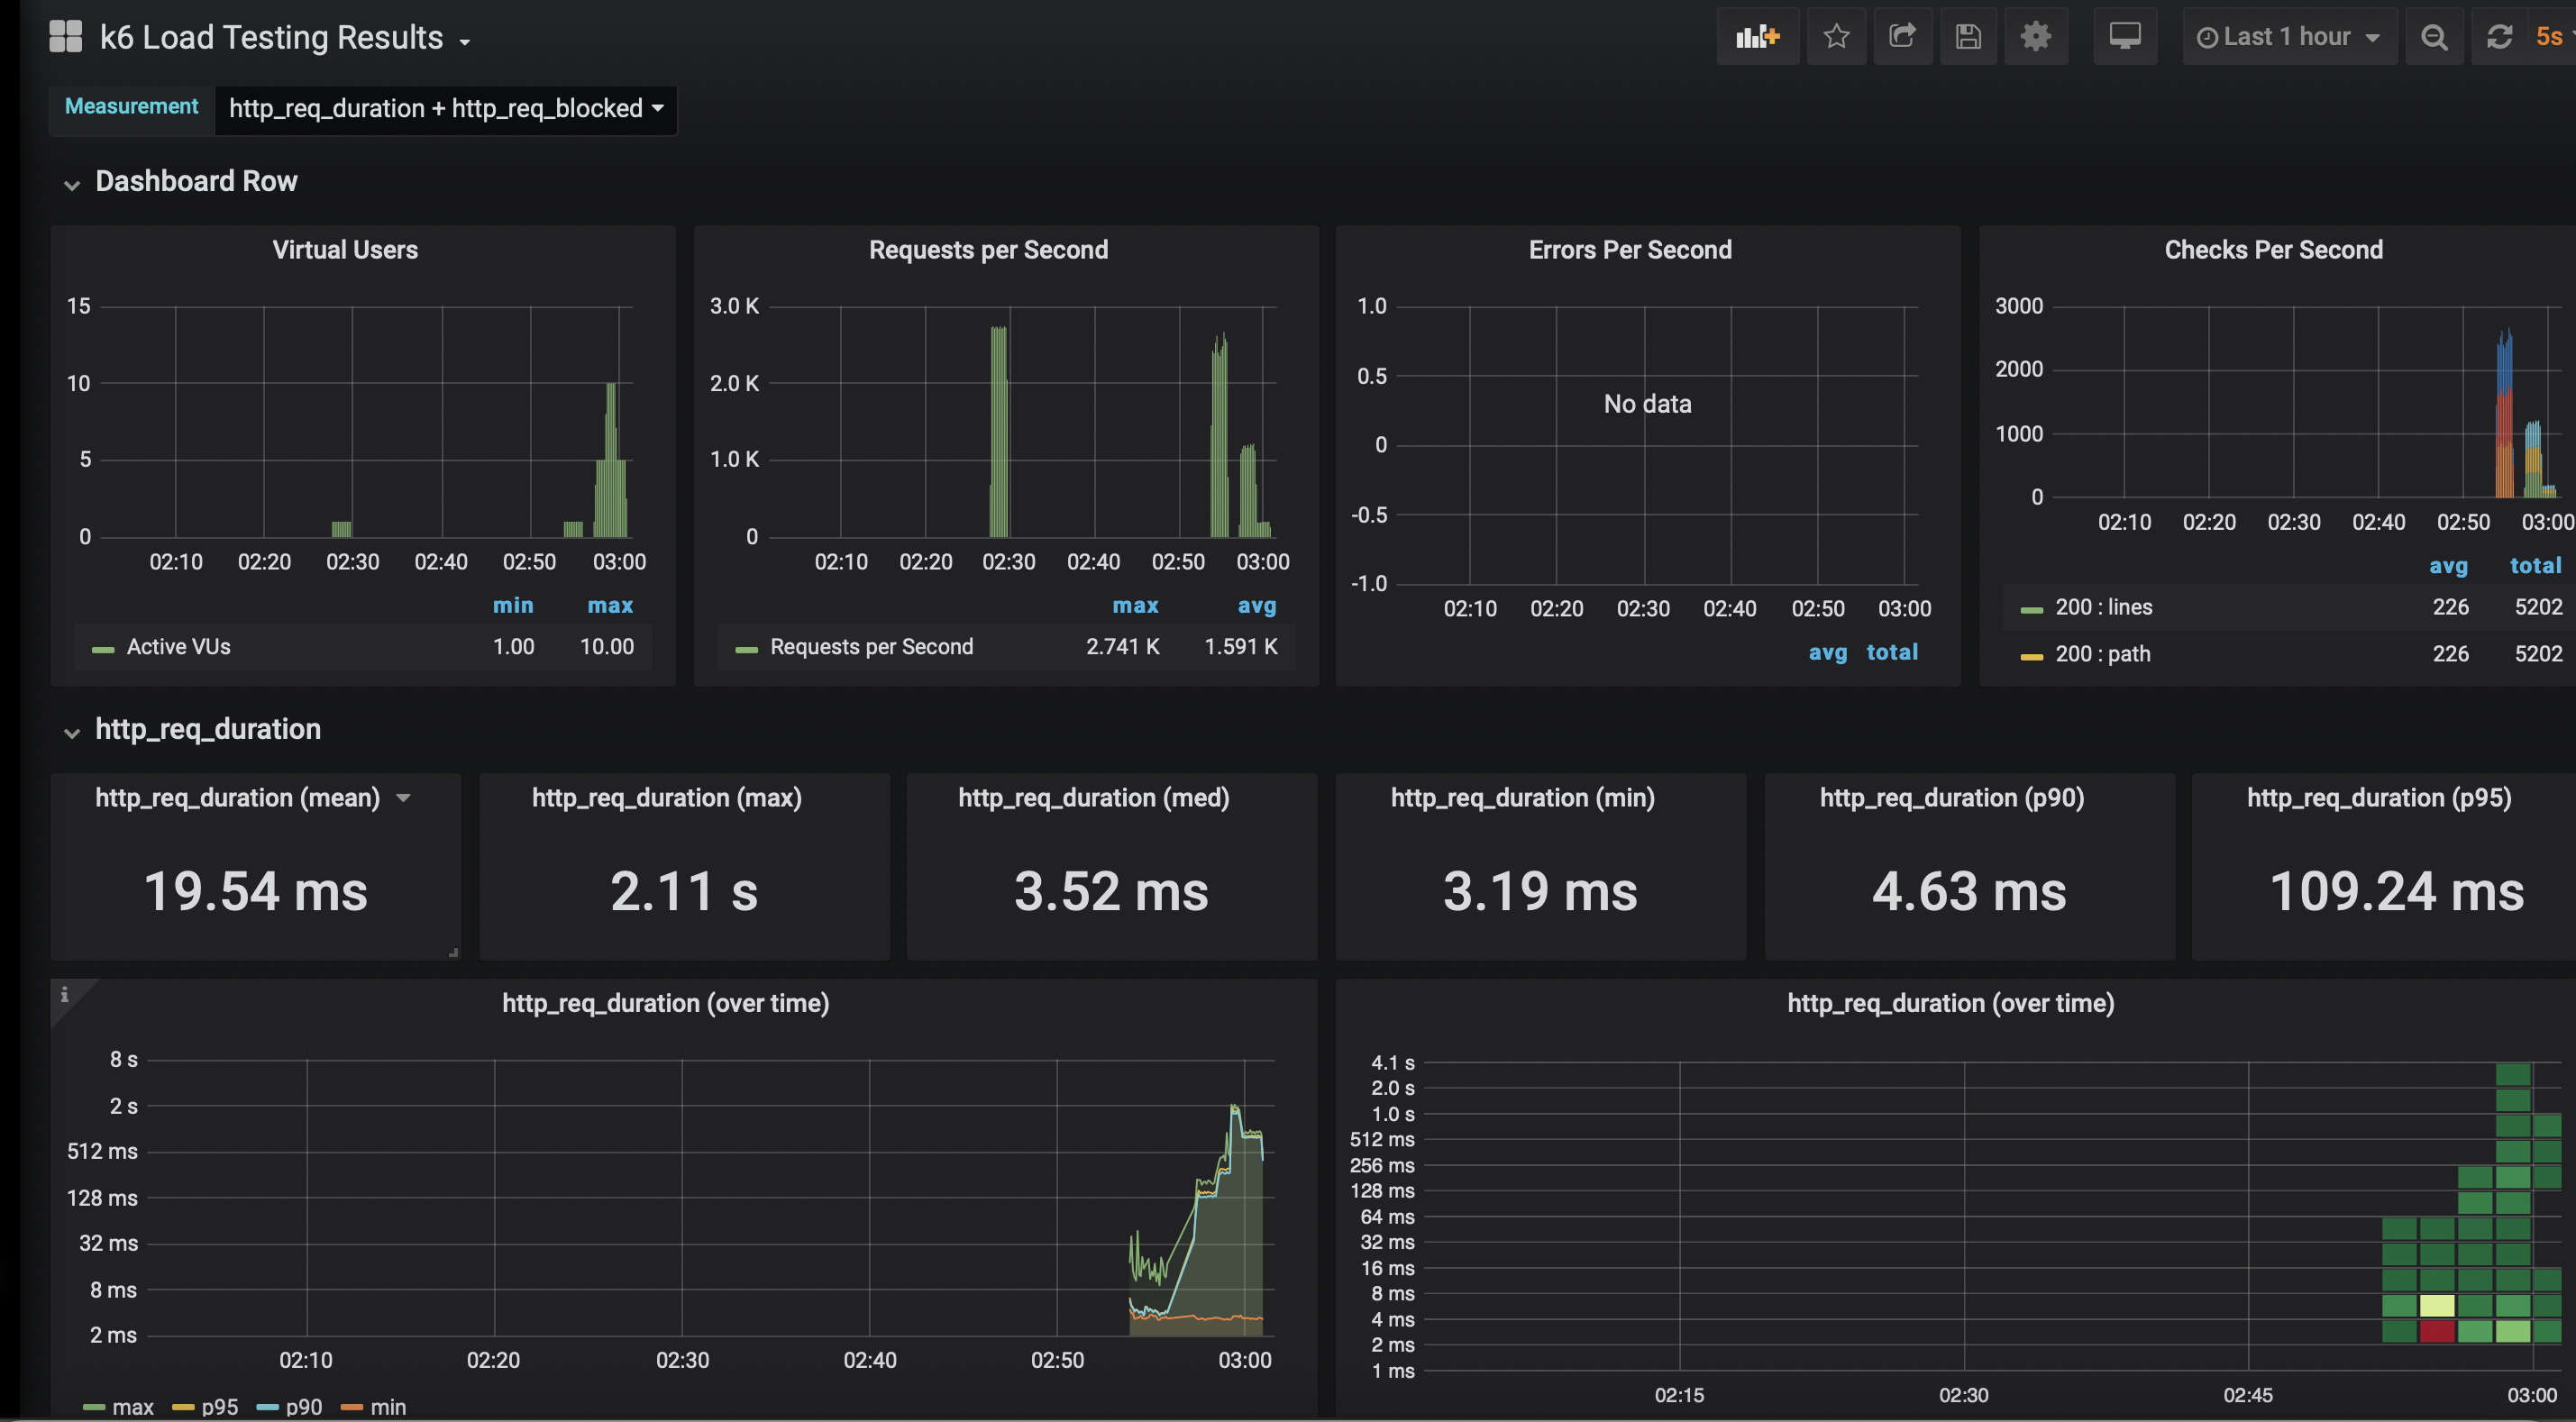 k6 Load Testing Results
Last 1 hour
5s
Measurement
http_req_duration + http_req_blocked
Dashboard Row
Virtual Users
15
10
5
0
02:10 02:20 02:30 02:40 02:50 03:00
min max
Active VUs 1.00 10.00
Requests per Second
3.0 K
2.0 K
1.0 K
0
02:10 02:20 02:30 02:40 02:50 03:00
max avg
Requests per Second 2.741 K 1.591 K
Errors Per Second
1.0
0.5
No data
0
-0.5
-1.0
02:10 02:20 02:30 02:40 02:50 03:00
avg total
Checks Per Second
3000
2000
1000
0
02:10 02:20 02:30 02:40 02:50 03:00
avg total
200 : lines 226 5202
200 : path 226 5202
http_req_duration
http_req_duration (mean)
19.54 ms
http_req_duration (max)
2.11 s
http_req_duration (med)
3.52 ms
http_req_duration (min)
3.19 ms
http_req_duration (p90)
4.63 ms
http_req_duration (p95)
109.24 ms
i
http_req_duration (over time)
8 s
2 s
512 ms
128 ms
32 ms
8 ms
2 ms
02:10 02:20 02:30 02:40 02:50 03:00
max p95 p90 min
http_req_duration (over time)
4.1 s
2.0 s
1.0 s
512 ms
256 ms
128 ms
64 ms
32 ms
16 ms
8 ms
4 ms
2 ms
1 ms
02:15 02:30 02:45 03:00